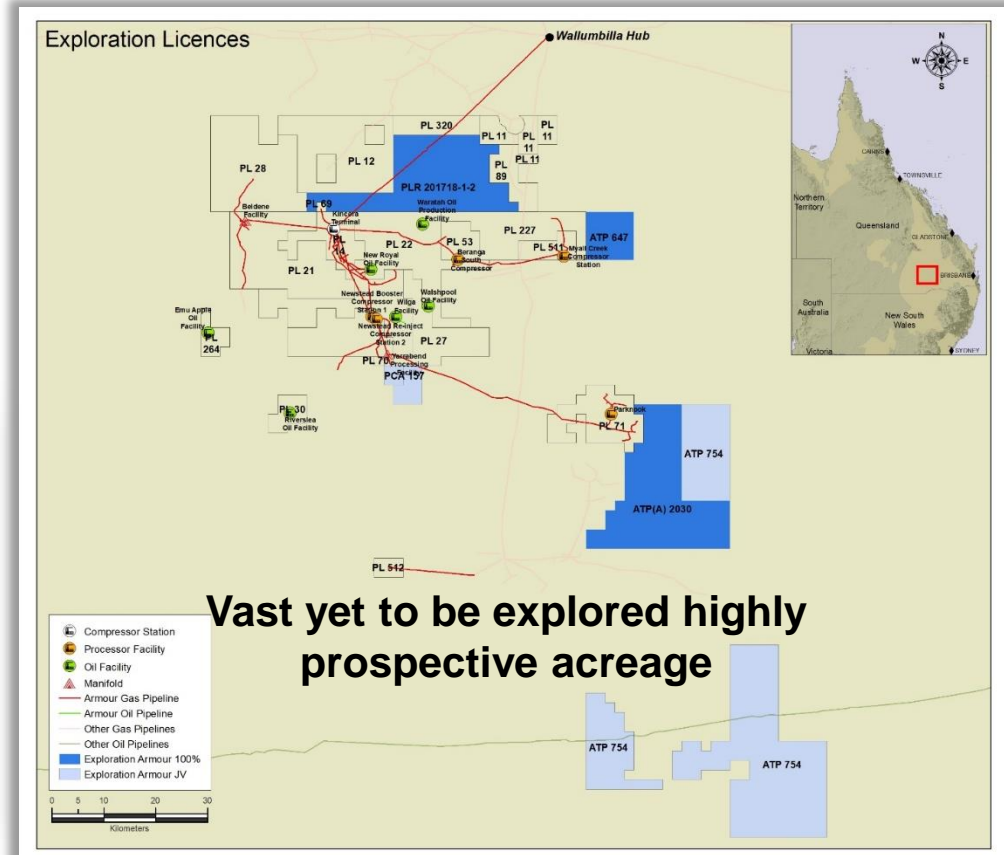 Exploration Licences
Wallumbilla Hub
N
W
E
S
CAIRNS
TOWNSVILLE
Northern
Territory
Queensland
GLADSTONE
BRISBANE
South
Australia
New South
Wales
SYDNEY
Victoria
PL 320
PL 11
PL
11
PL
11
PL 11
PL 12
PL
89
PL 28
PLR 201718-1-2
PL 69
Beldene
Facility
Kincora
Terminal
Waratah Oil
Production
Facility
PL 227
ATP 647
PL
14
PL 22
PL 53
PL 511
Myall Creek
Compressor
Station
Beranga
South
Compressor
PL 21
New Royal
Oil Facility
Newstead Booster
Compressor
Station 1
Wilga
Facility
Walshpool
Oil Facility
Newstead Re-inject
Compressor
Station 2
PL 27
Emu Apple
Oil
Facility
PL
264
PL 70
Yarrabend
Processing
Facility
PCA 157
PL 30
Riverslea
Oil Facility
Parknook
PL 71
ATP 754
ATP(A) 2030
PL 512
Vast yet to be explored highly
prospective acreage
Compressor Station
Processor Facility
Oil Facility
Manifold
Armour Gas Pipeline
Armour Oil Pipeline
Other Gas Pipelines
Other Oil Pipelines
Exploration Armour 100%
Exploration Armour JV
0 5 10 20 30
Kilometers
ATP 754
ATP 754